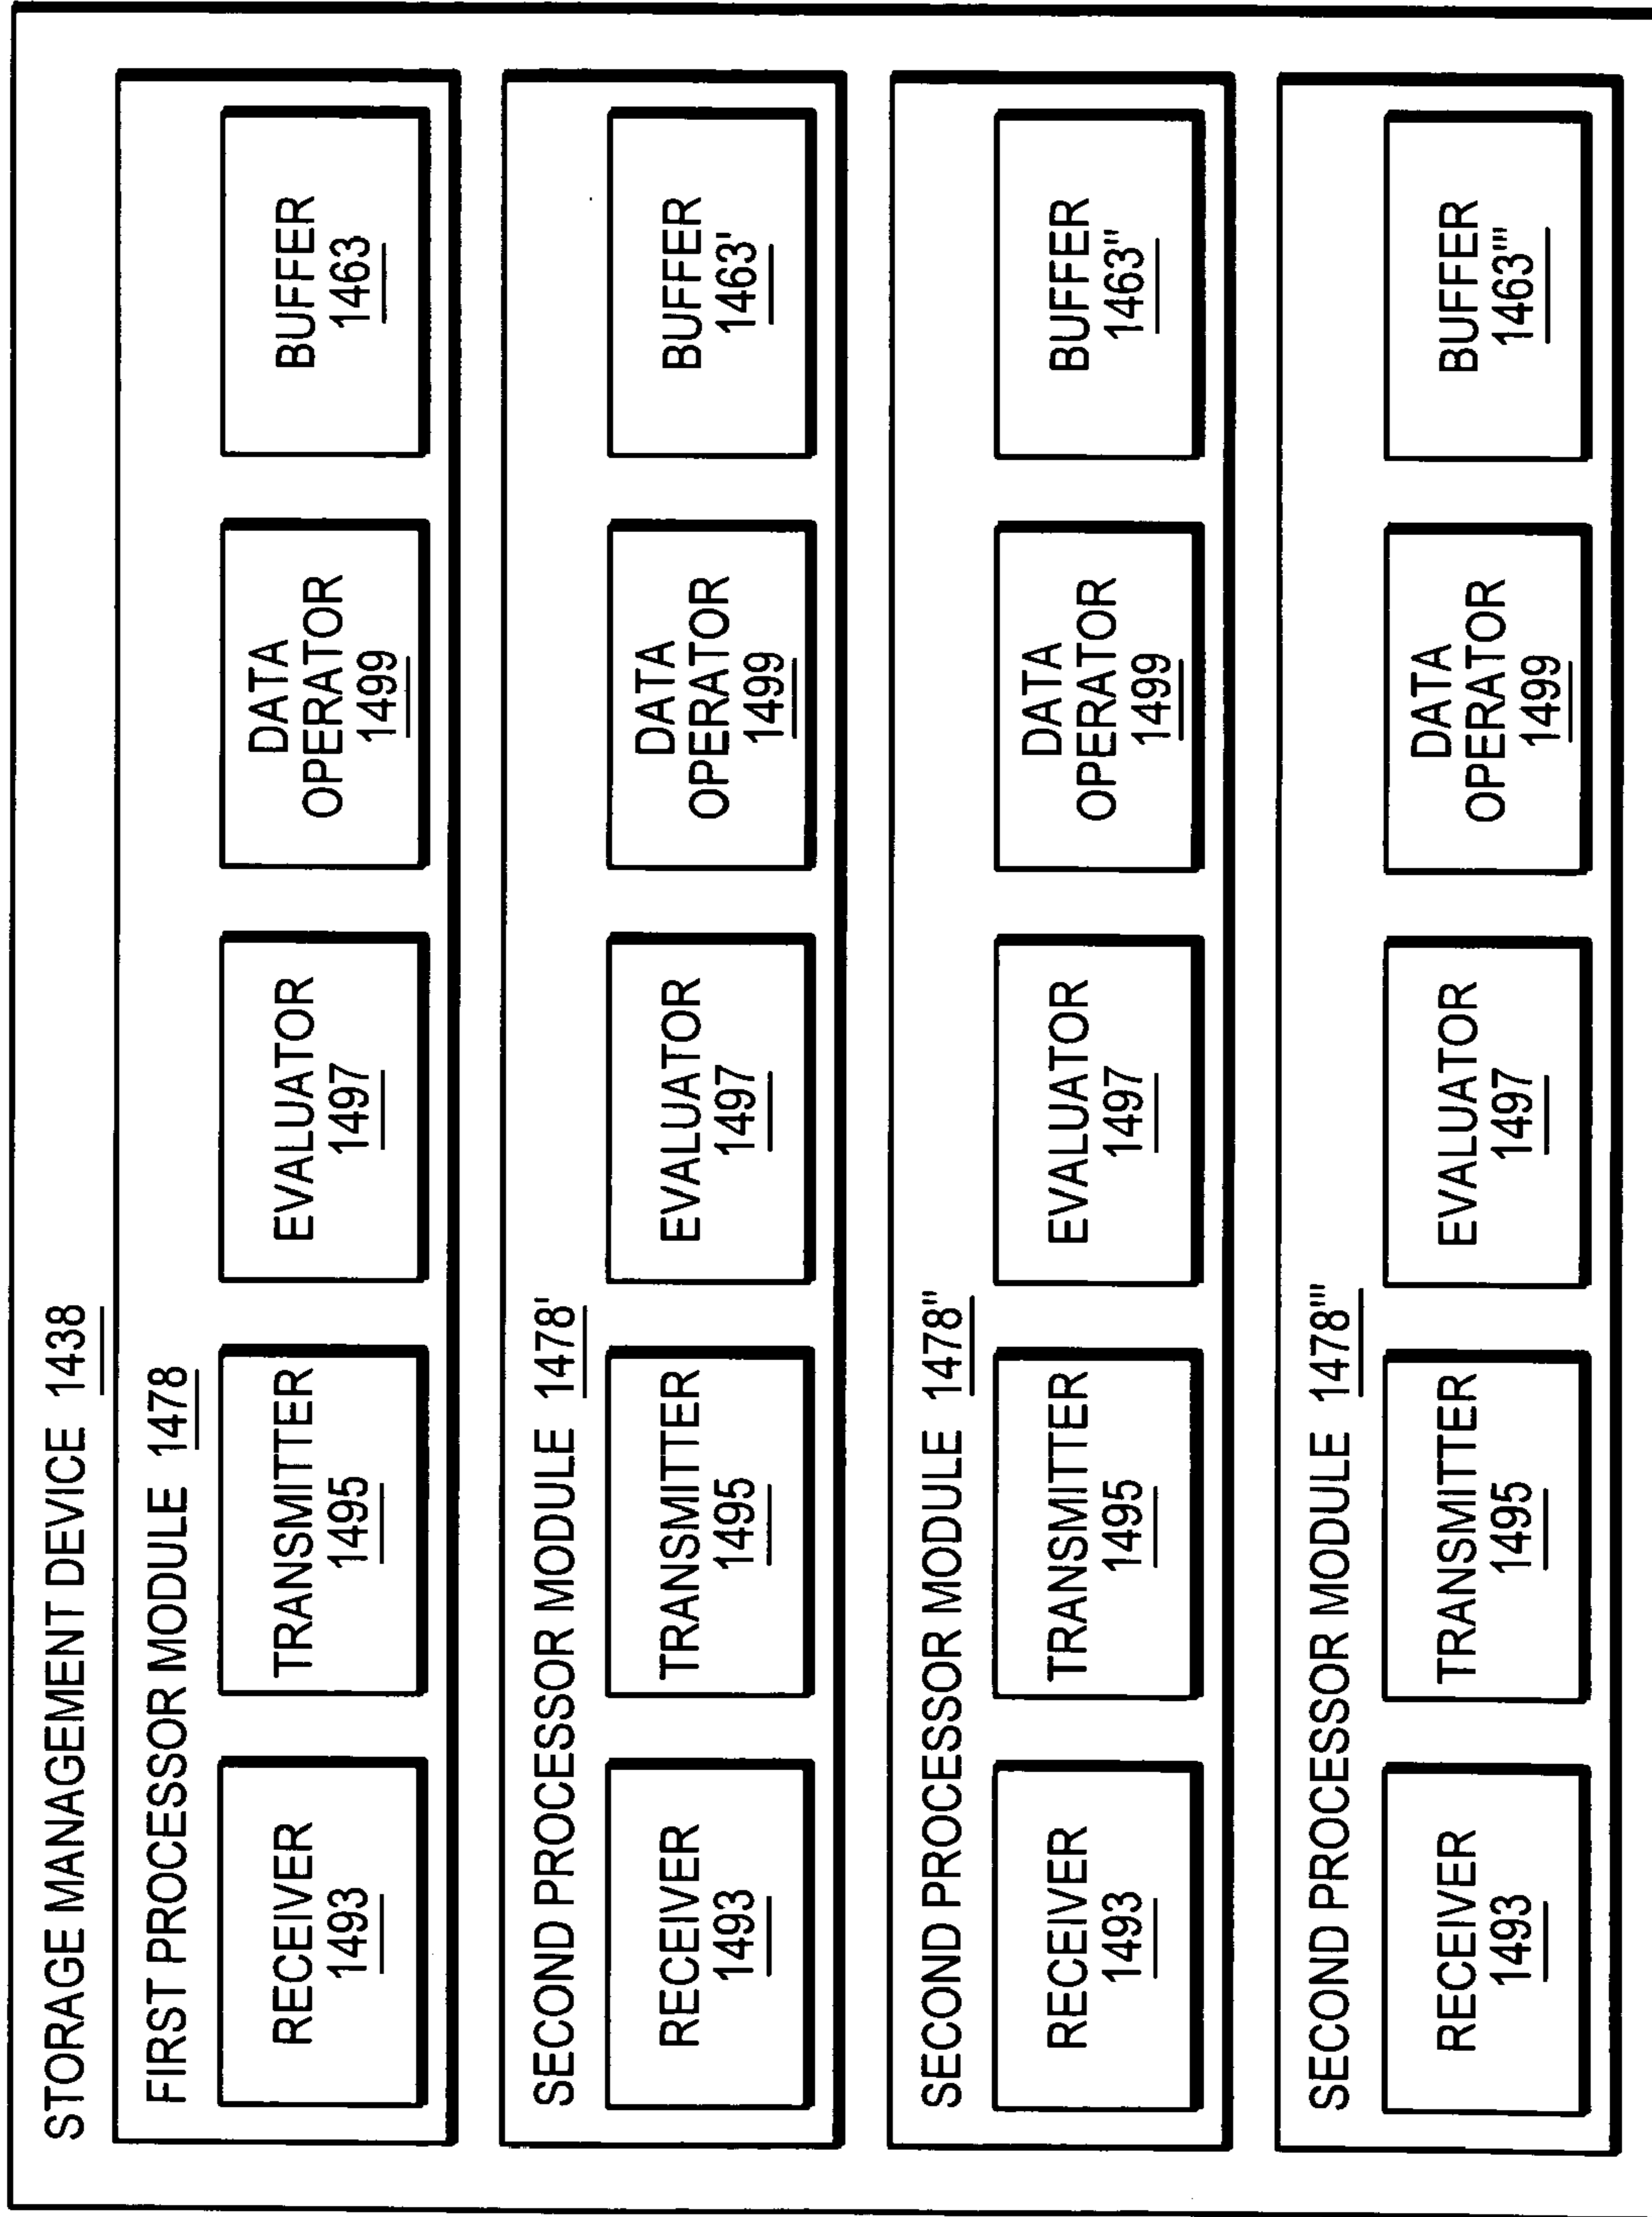 STORAGE MANAGEMENT DEVICE 1438
FIRST PROCESSOR MODULE 1478
RECEIVER
1493
TRANSMITTER
1495
EVALUATOR
1497
DATA
OPERATOR
1499
BUFFER
1463
SECOND PROCESSOR MODULE 1478'
RECEIVER
1493
TRANSMITTER
1495
EVALUATOR
1497
DATA
OPERATOR
1499
BUFFER
1463'
SECOND PROCESSOR MODULE 1478"
RECEIVER
1493
TRANSMITTER
1495
EVALUATOR
1497
DATA
OPERATOR
1499
BUFFER
1463"
SECOND PROCESSOR MODULE 1478"'
RECEIVER
1493
TRANSMITTER
1495
EVALUATOR
1497
DATA
OPERATOR
1499
BUFFER
1463"'